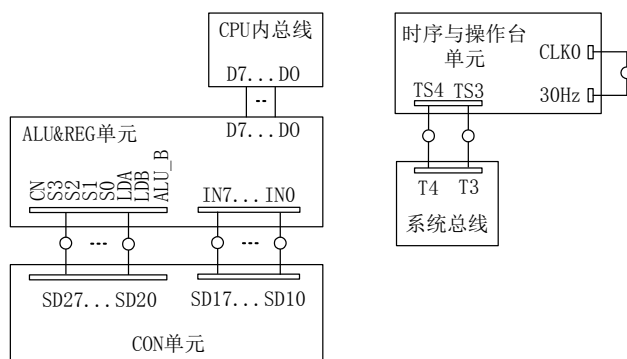 CPU内总线
D7...D0
ALU&REG单元
D7...D0
CN
S3
S2
S1
S0
LDA
LDB
ALU_B
IN7...IN0
SD27...SD20
SD17...SD10
CON单元
时序与操作台
单元
CLK0
30Hz
TS4 TS3
T4 T3
系统总线